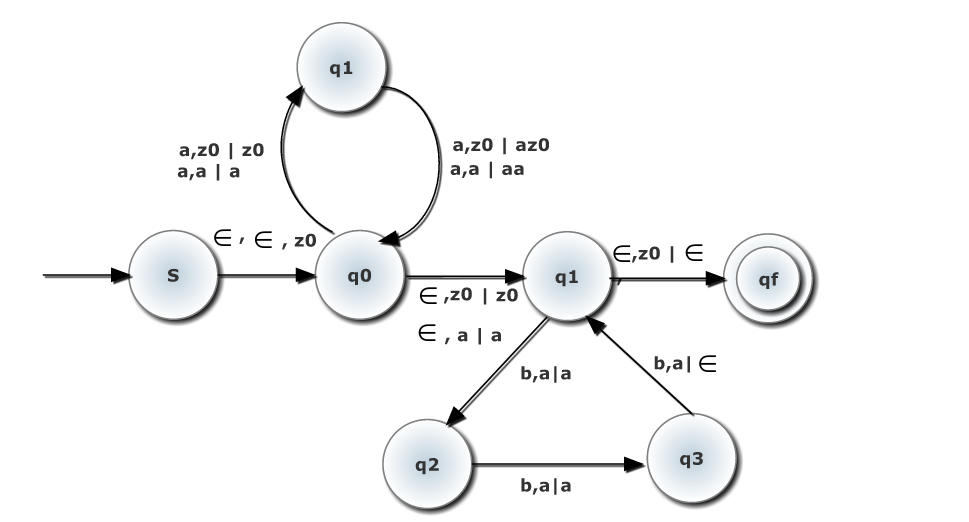 q1
a,z0 | z0
a,a | a
a,z0 | az0
a,a | aa
∈ , ∈ , z0
S
q0
q1
∈,z0 | ∈
,
qf
∈ ,z0 | z0
∈ , a | a
b,a|a
b,a| ∈
q2
q3
b,a|a